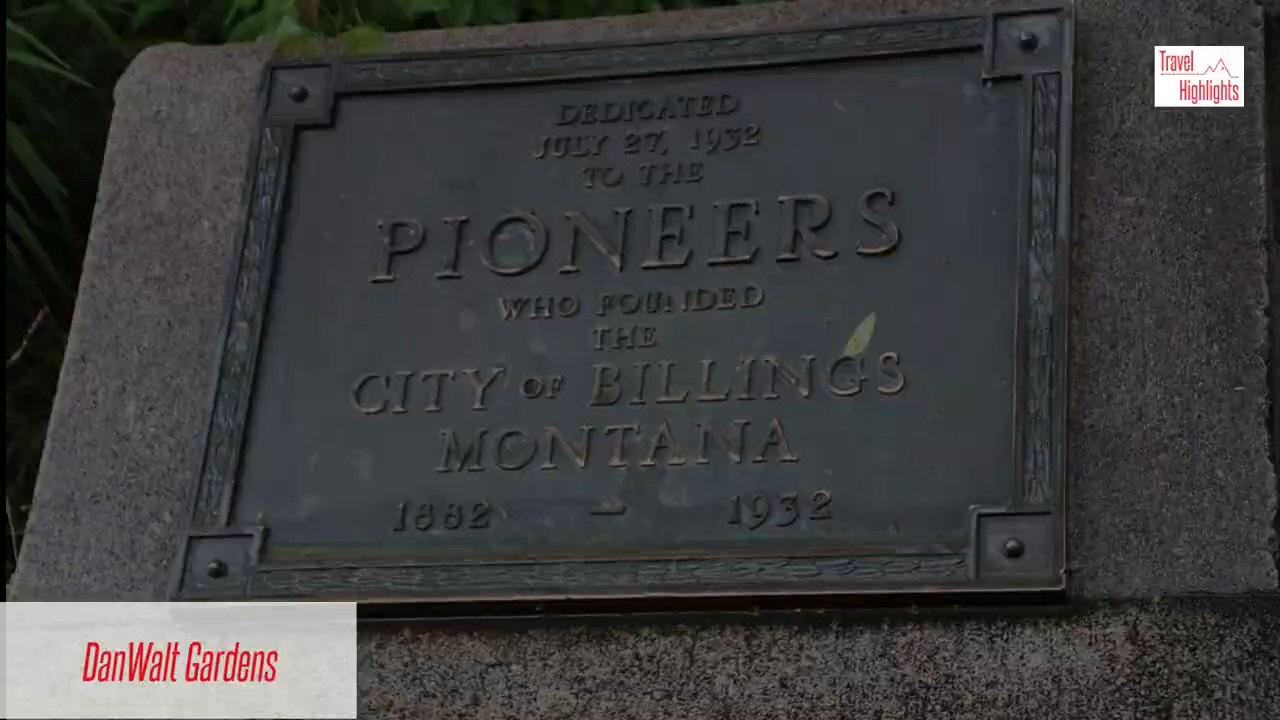 DEDICATED
JULY 27, 1932
TO THE
PIONEERS
WHO FOUNDED
THE
CITY OF BILLINGS
MONTANA
1882 — 1932
Travel
Highlights
DanWalt Gardens